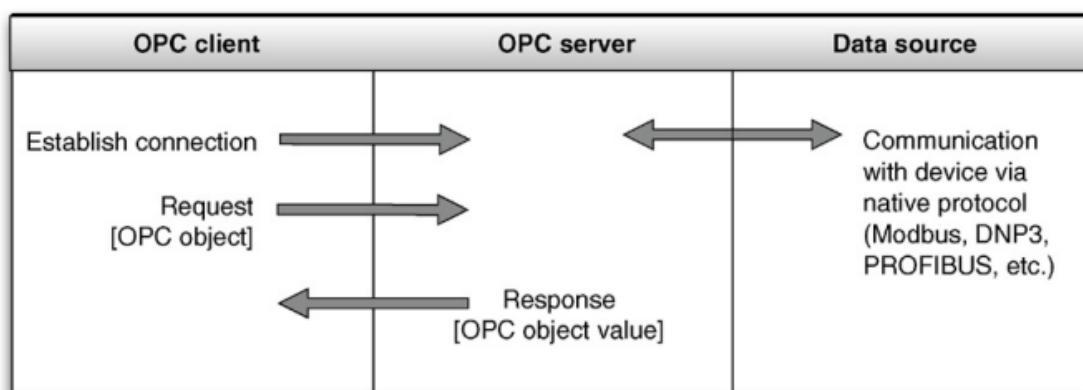 OPC client
OPC server
Data source
Establish connection
Request
[OPC object]
Response
[OPC object value]
Communication
with device via
native protocol
(Modbus, DNP3,
PROFIBUS, etc.)